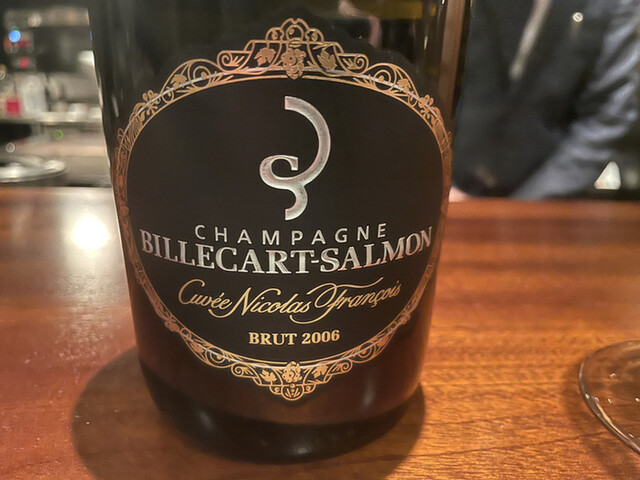 CHAMPAGNE
BILLECART-SALMON
Cuvée Nicolas François
BRUT 2006